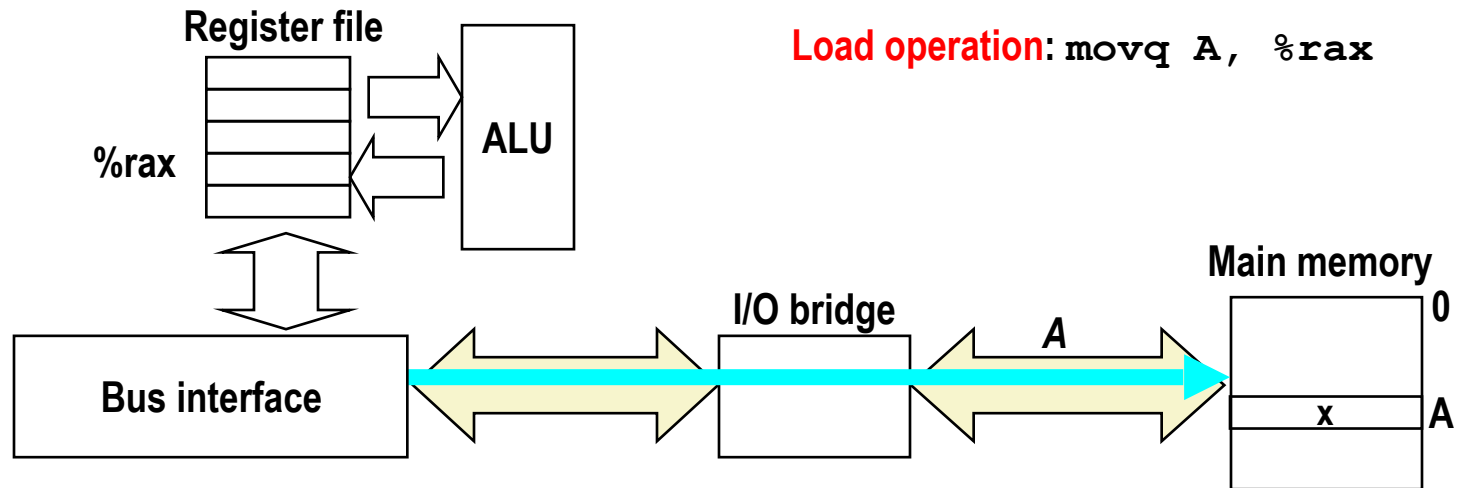 Register file
Load operation: movq A, %rax
ALU
%rax
Main memory
0
I/O bridge
A
Bus interface
x
A